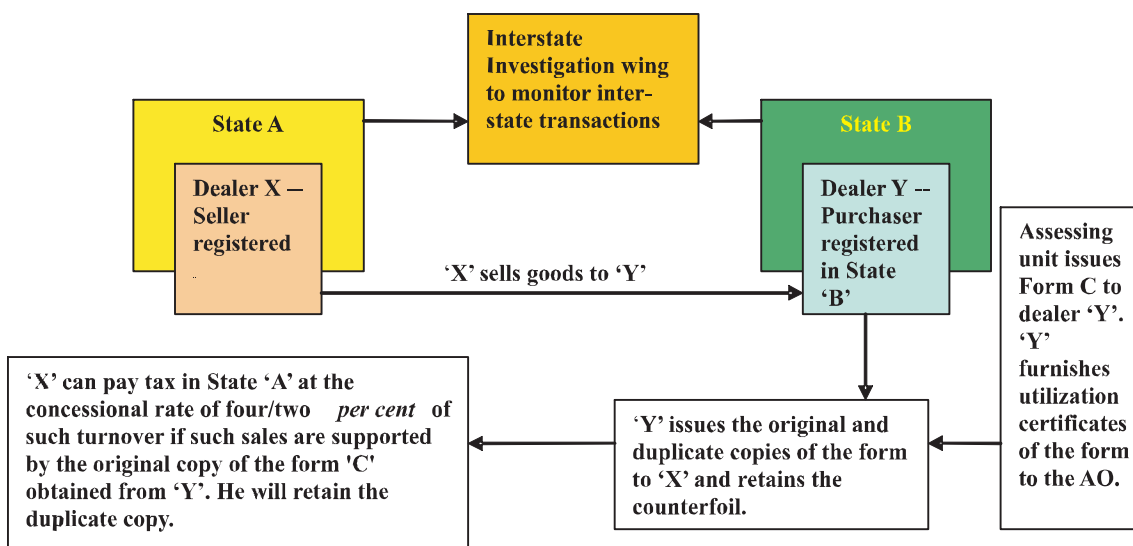 Interstate
Investigation wing
to monitor inter-
state transactions
State A
State B
Dealer X —
Seller
registered
..
Dealer Y --
Purchaser
registered
in State
‘B’
Assessing
unit issues
Form C to
dealer ‘Y’.
‘Y’
furnishes
utilization
certificates
of the form
to the AO.
‘X’ sells goods to ‘Y’
‘X’ can pay tax in State ‘A’ at the
concessional rate of four/two per cent of
such turnover if such sales are supported
by the original copy of the form 'C'
obtained from ‘Y’. He will retain the
duplicate copy.
‘Y’ issues the original and
duplicate copies of the form
to ‘X’ and retains the
counterfoil.